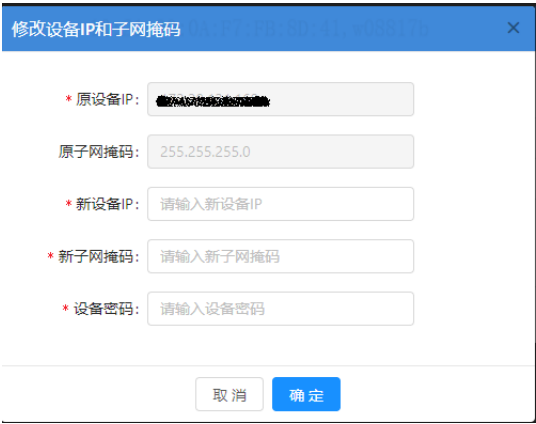 修改设备IP和子网掩码
* 原设备IP:
原子网掩码: 255.255.255.0
* 新设备IP: 请输入新设备IP
* 新子网掩码: 请输入新子网掩码
* 设备密码: 请输入设备密码
取 消 确 定